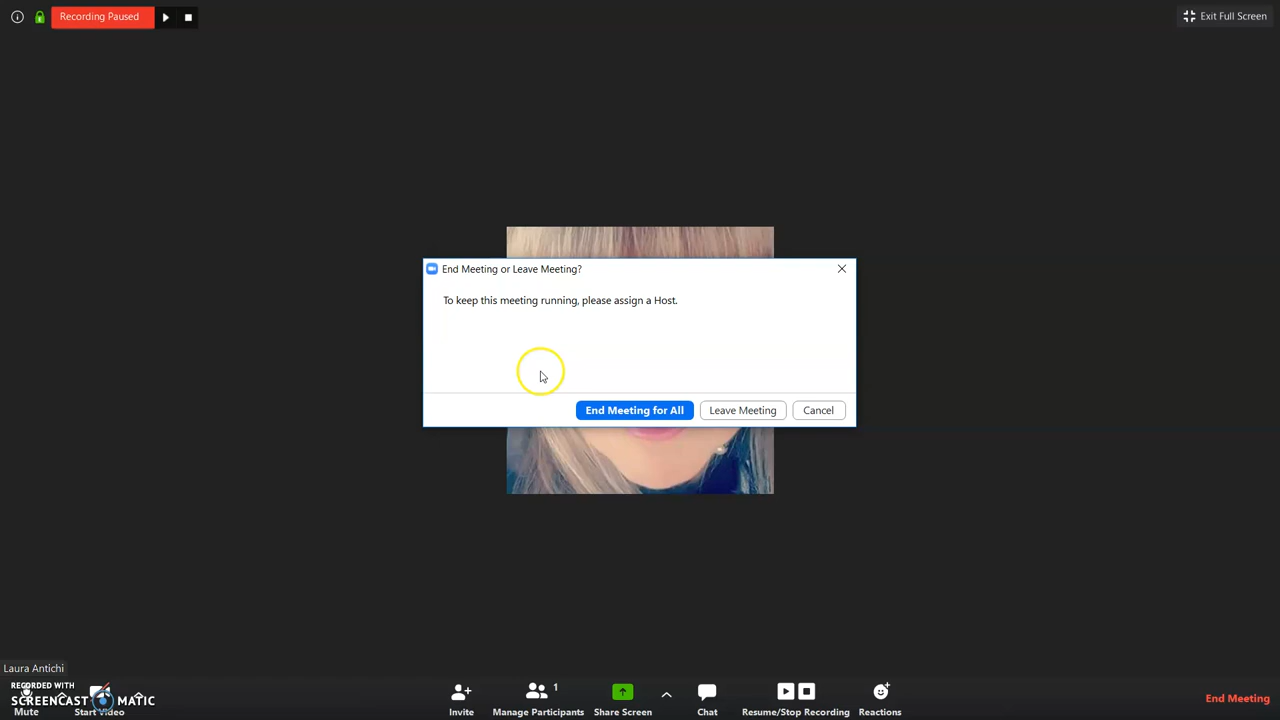 Recording Paused
Exit Full Screen
End Meeting or Leave Meeting?
To keep this meeting running, please assign a Host.
End Meeting for All
Leave Meeting
Cancel
Laura Antichi
RECORDED WITH
SCREENCAST MATIC
Mute
Start Video
Invite
Manage Participants
1
Share Screen
Chat
Resume/Stop Recording
Reactions
End Meeting